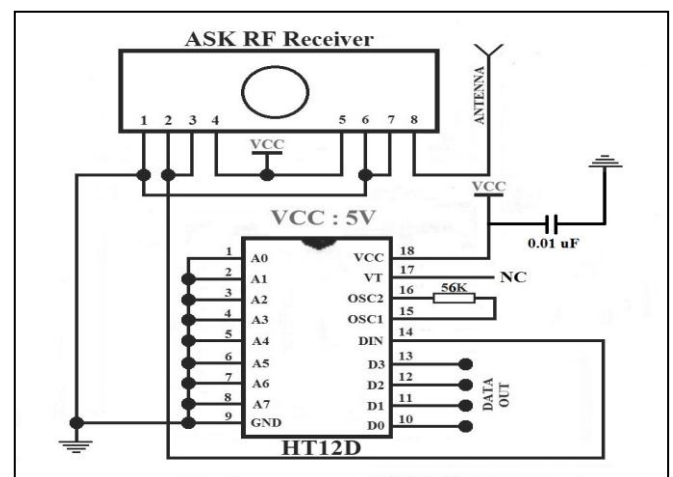 ASK RF Receiver
1 2 3 4 5 6 7 8
ANTENNA
VCC
VCC
VCC : 5V
0.01 uF
1 A0 VCC 18
2 A1 VT 17 NC
3 A2 OSC2 16 56K
4 A3 OSC1 15
5 A4 DIN 14
6 A5 D3 13
7 A6 D2 12
8 A7 D1 11
9 GND D0 10
DATA
OUT
HT12D